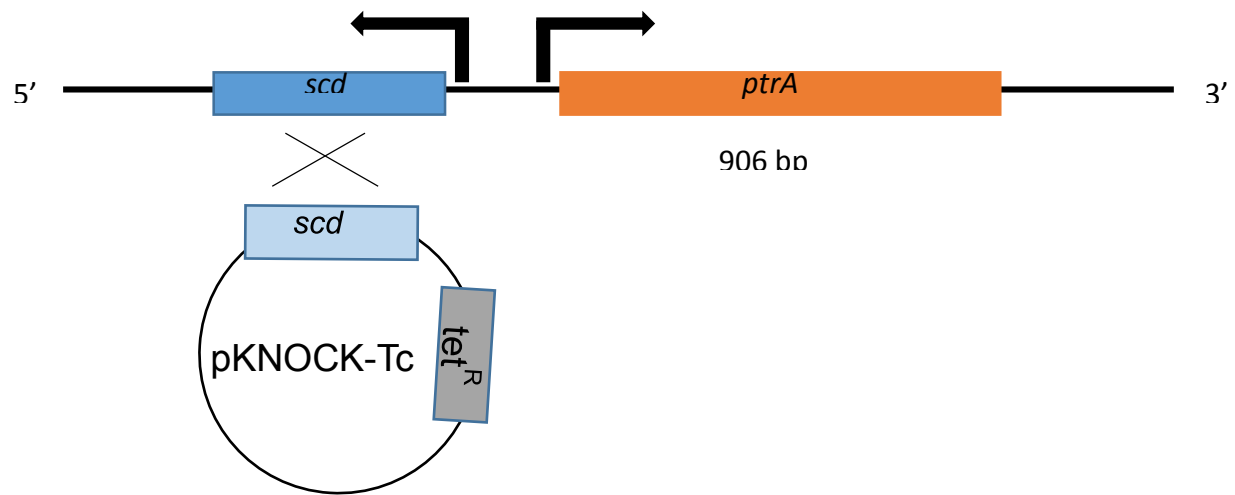 5’
scd
ptrA
3’
906 bp
scd
pKNOCK-Tc
tetR